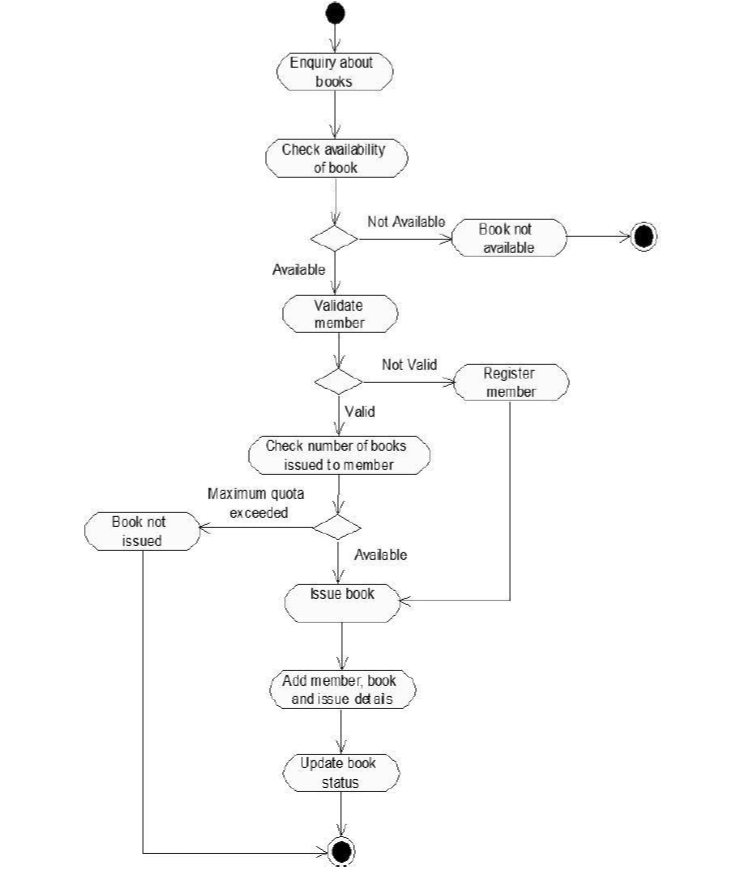 Enquiry about
books
Check availability
of book
Not Available
Book not
available
Available
Validate
member
Not Valid
Register
member
Valid
Check number of books
issued to member
Maximum quota
exceeded
Book not
issued
Available
Issue book
Add member, book
and issue details
Update book
status